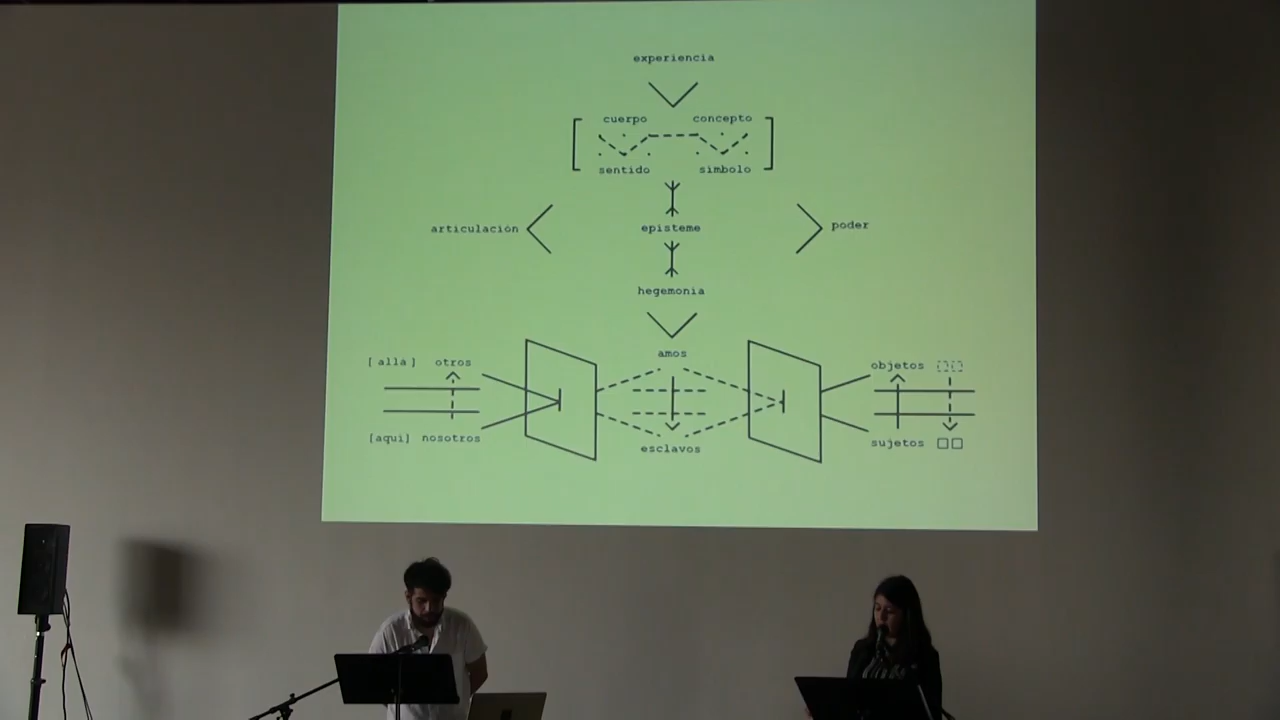 experiencia
cuerpo concepto
sentido símbolo
articulación episteme poder
hegemonía
amos
[allá] otros objetos
esclavos
[aquí] nosotros sujetos